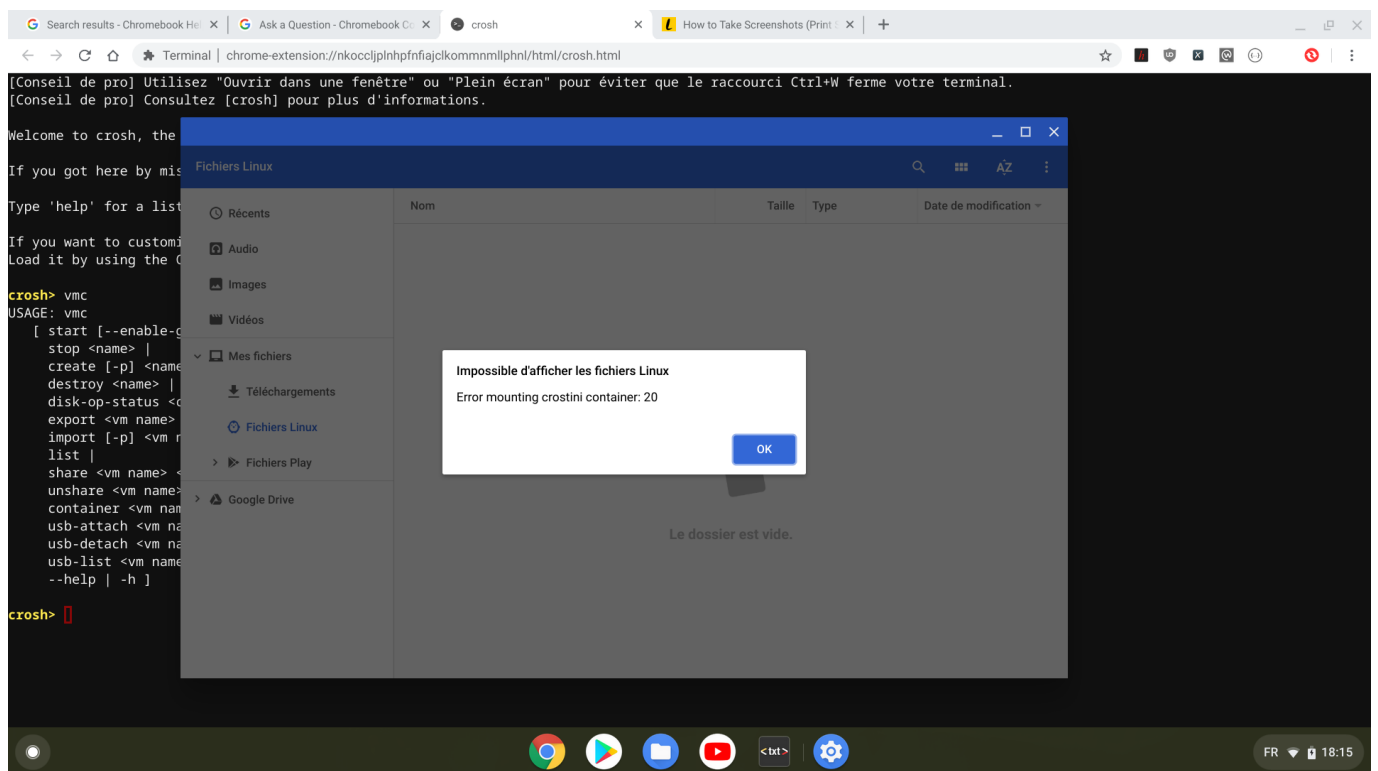 Search results - Chromebook Hel
Ask a Question - Chromebook Co
crosh
How to Take Screenshots (Print S
Terminal | chrome-extension://nkoccljplnhpfnfiajclkommnmllphnl/html/crosh.html
[Conseil de pro] Utilisez "Ouvrir dans une fenêtre" ou "Plein écran" pour éviter que le raccourci Ctrl+W ferme votre terminal.
[Conseil de pro] Consultez [crosh] pour plus d'informations.
Welcome to crosh, the
If you got here by mis
Type 'help' for a list
If you want to customi
Load it by using the
crosh> vmc
USAGE: vmc
[ start [--enable-g
stop <name> |
create [-p] <name
destroy <name> |
disk-op-status <c
export <vm name>
import [-p] <vm n
list |
share <vm name> <
unshare <vm name>
container <vm nam
usb-attach <vm na
usb-detach <vm na
usb-list <vm name
--help | -h ]
crosh>
Fichiers Linux
AZ
Récents
Audio
Images
Vidéos
Mes fichiers
Téléchargements
Fichiers Linux
Fichiers Play
Google Drive
Nom Taille Type Date de modification
Impossible d'afficher les fichiers Linux
Error mounting crostini container: 20
OK
Le dossier est vide.
<txt>
FR 18:15